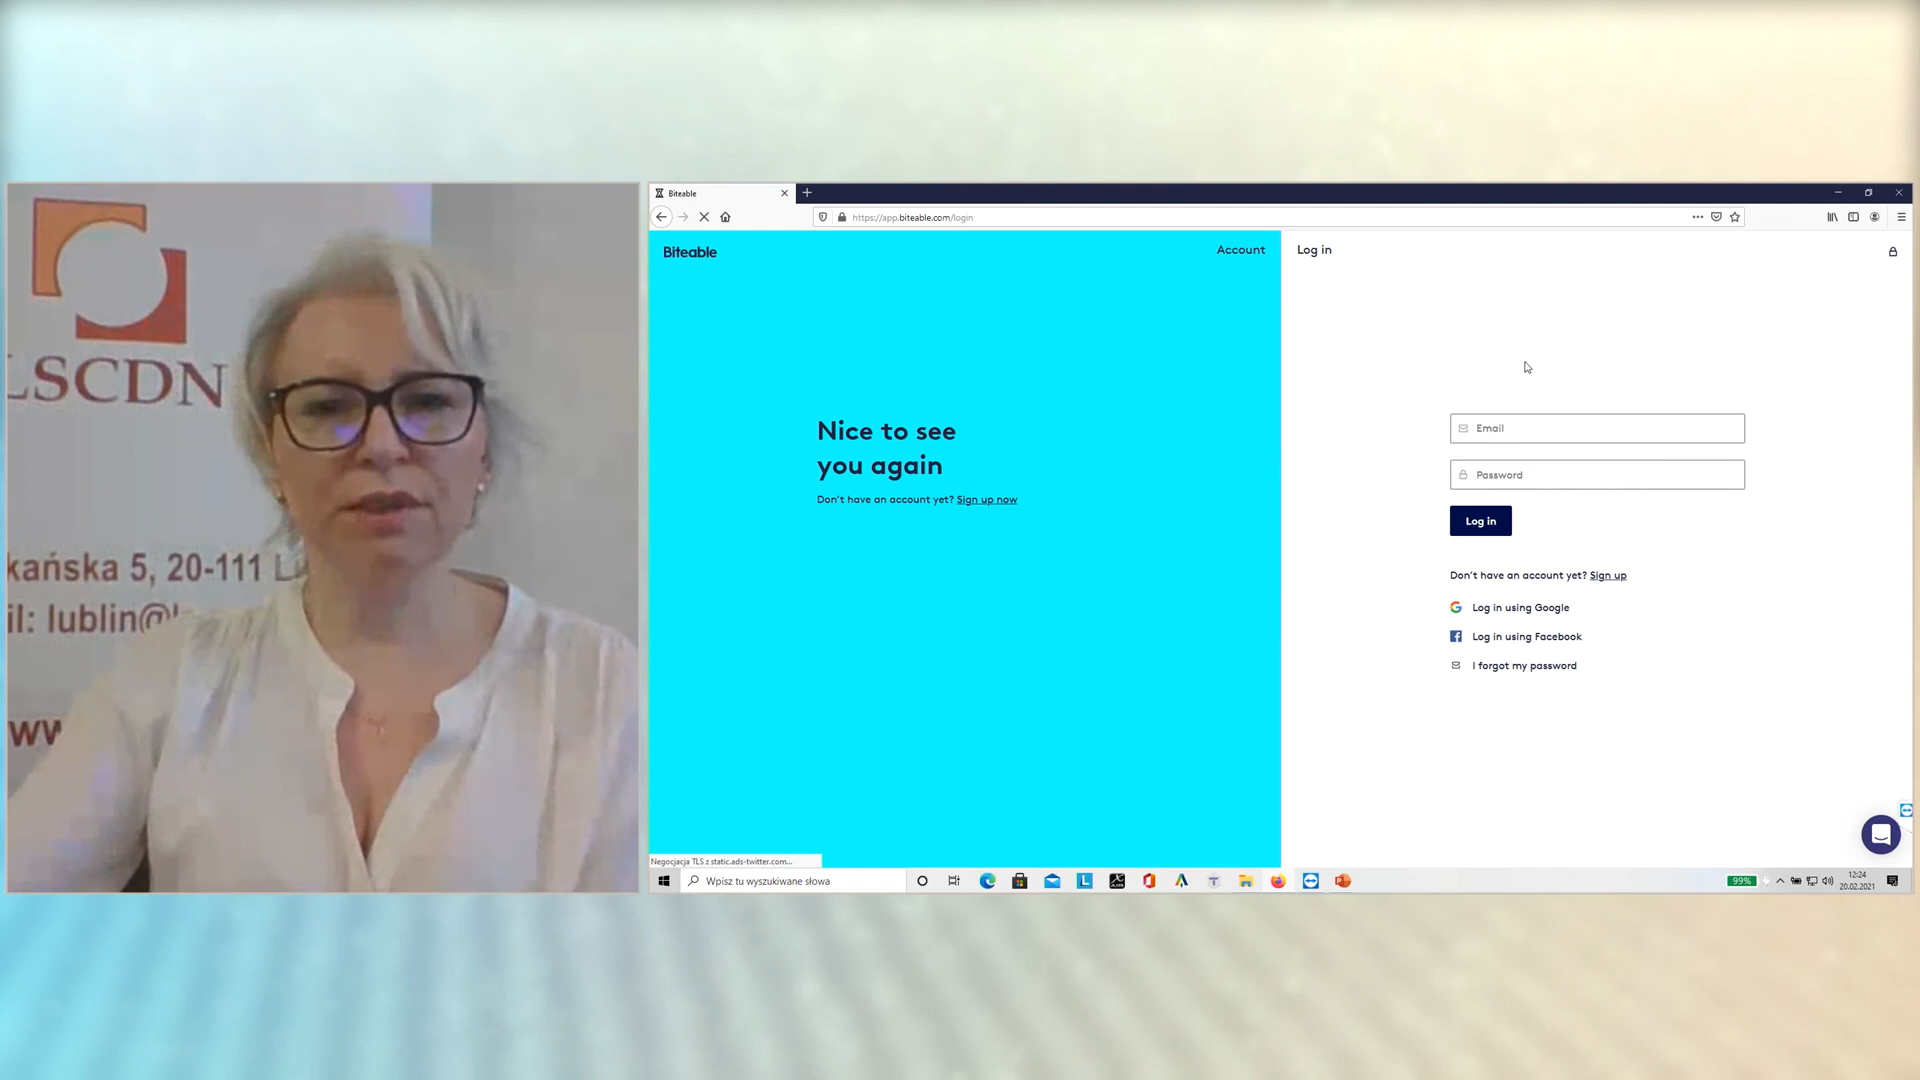 LSCDN
kańska 5, 20-111 L
il: lublin@
Biteable
https://app.biteable.com/login
Biteable
Account
Log in
Nice to see
you again
Don't have an account yet? Sign up now
Email
Password
Log in
Don't have an account yet? Sign up
Log in using Google
Log in using Facebook
I forgot my password
Negocjacja TLS z static.ads-twitter.com...
Wpisz tu wyszukiwane słowa
99%
12:24
20.02.2021